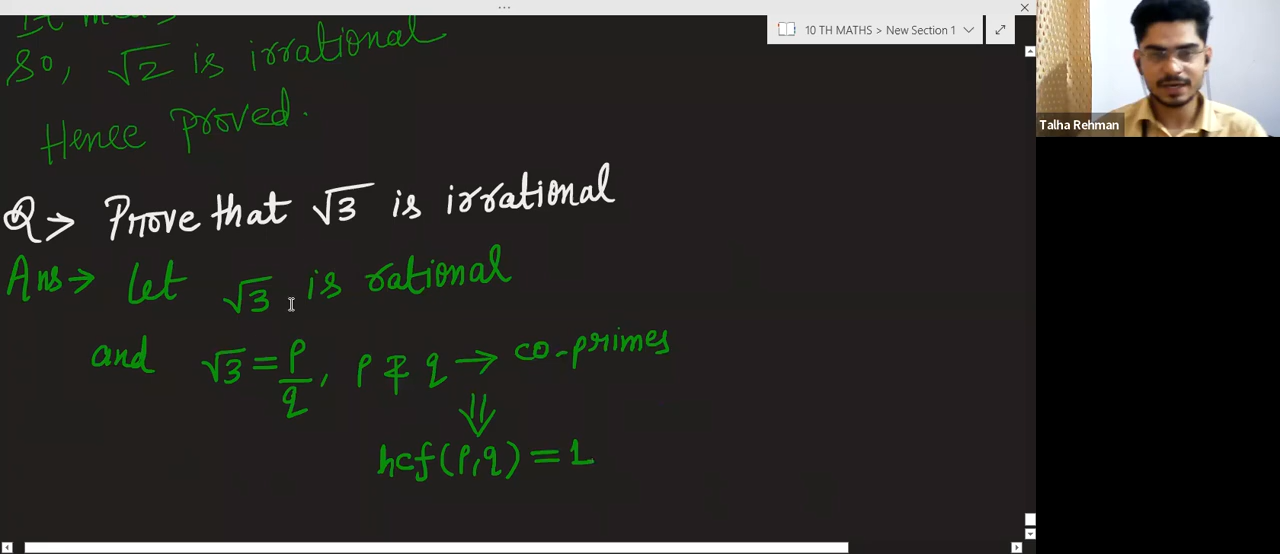 ...
10 TH MATHS > New Section 1
It
So, √2 is irrational
Hence proved.
Talha Rehman
Q> Prove that √3 is irrational
Ans→ Let √3 is rational
and √3 = p/q, p & q → co-primes
⇓
hcf(p,q) = 1